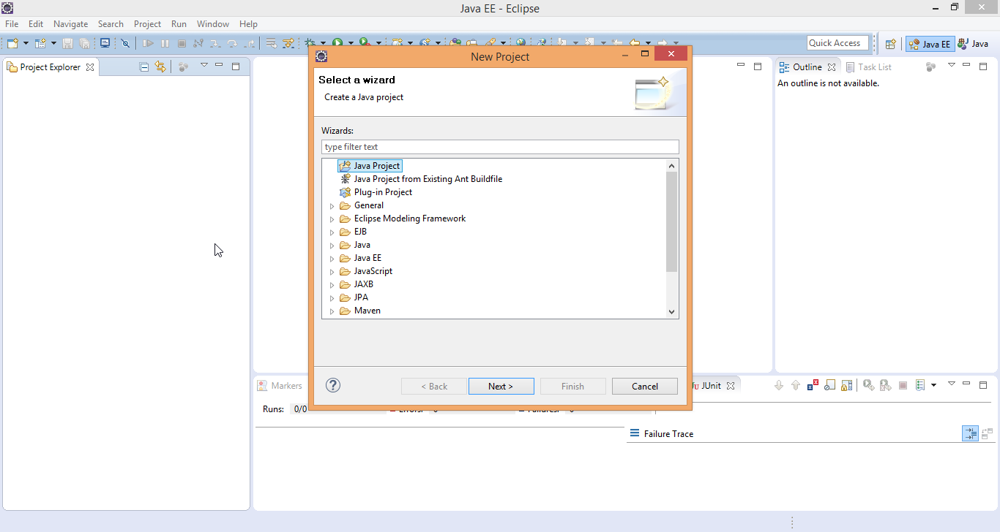 Java EE - Eclipse
File Edit Navigate Search Project Run Window Help
Quick Access
Java EE
Java
Project Explorer
Outline
Task List
An outline is not available.
New Project
Select a wizard
Create a Java project
Wizards:
type filter text
Java Project
Java Project from Existing Ant Buildfile
Plug-in Project
General
Eclipse Modeling Framework
EJB
Java
Java EE
JavaScript
JAXB
JPA
Maven
< Back
Next >
Finish
Cancel
Markers
JUnit
Runs: 0/0
Failure Trace